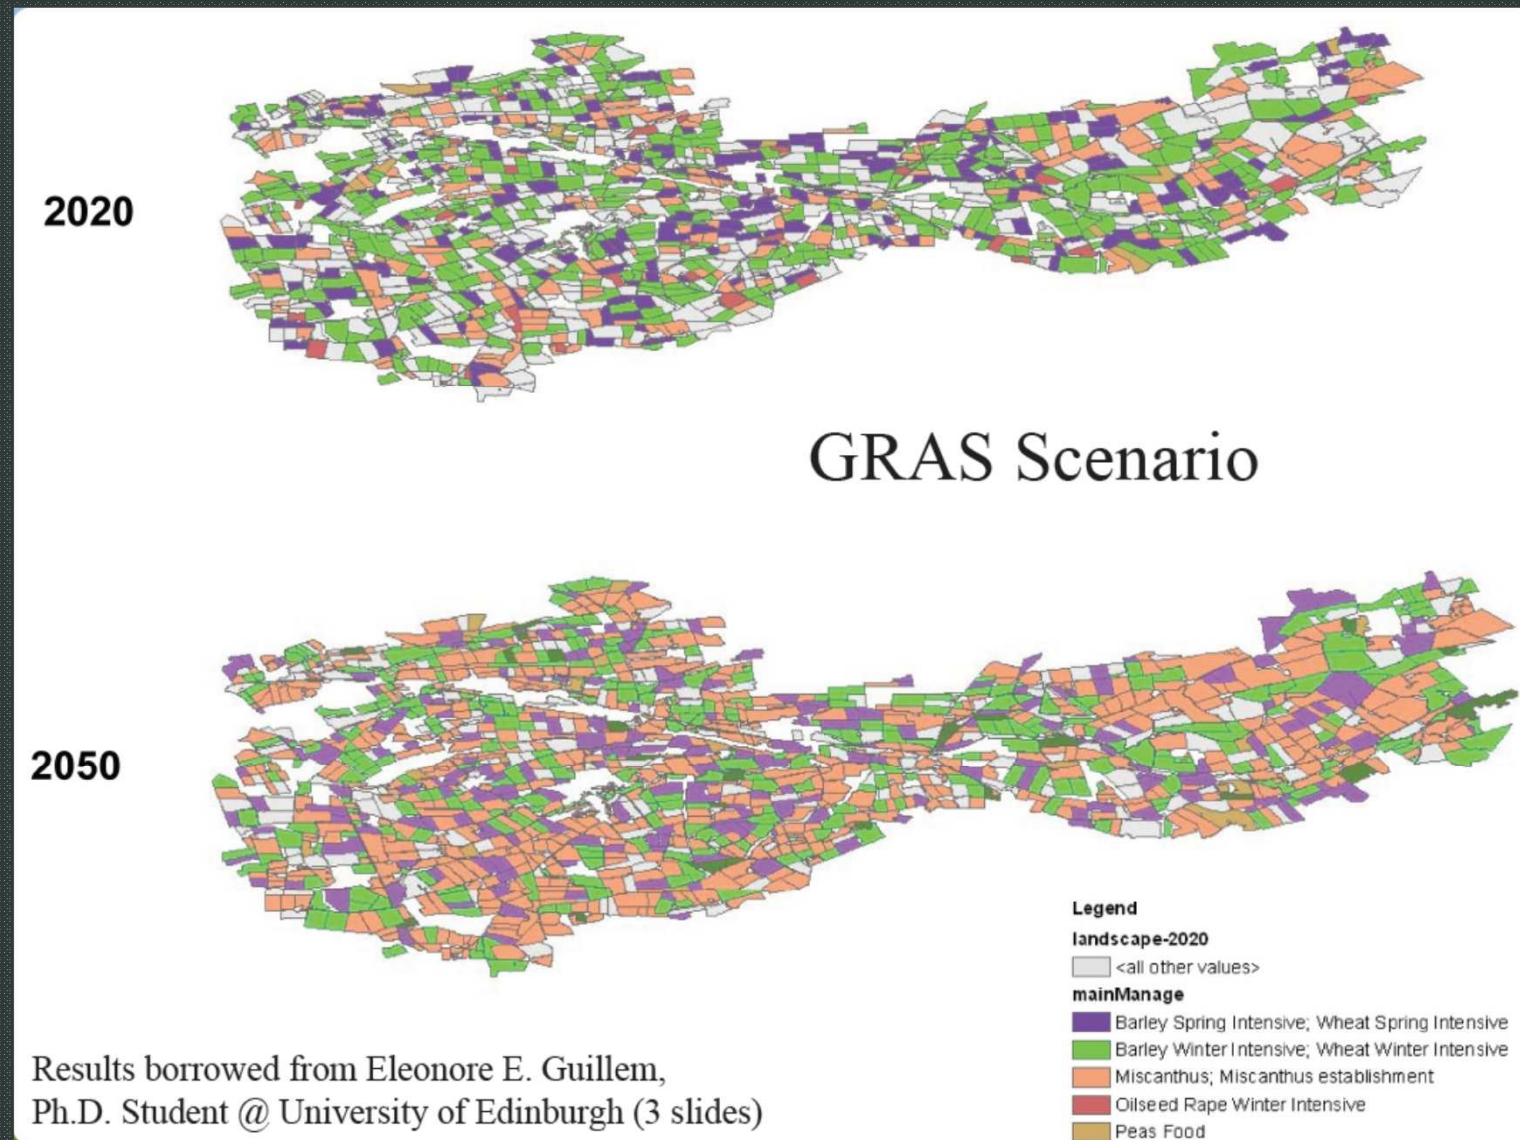 2020
GRAS Scenario
2050
Legend
landscape-2020
<all other values>
mainManage
Barley Spring Intensive; Wheat Spring Intensive
Barley Winter Intensive; Wheat Winter Intensive
Miscanthus; Miscanthus establishment
Oilseed Rape Winter Intensive
Peas Food
Results borrowed from Eleonore E. Guillem,
Ph.D. Student @ University of Edinburgh (3 slides)